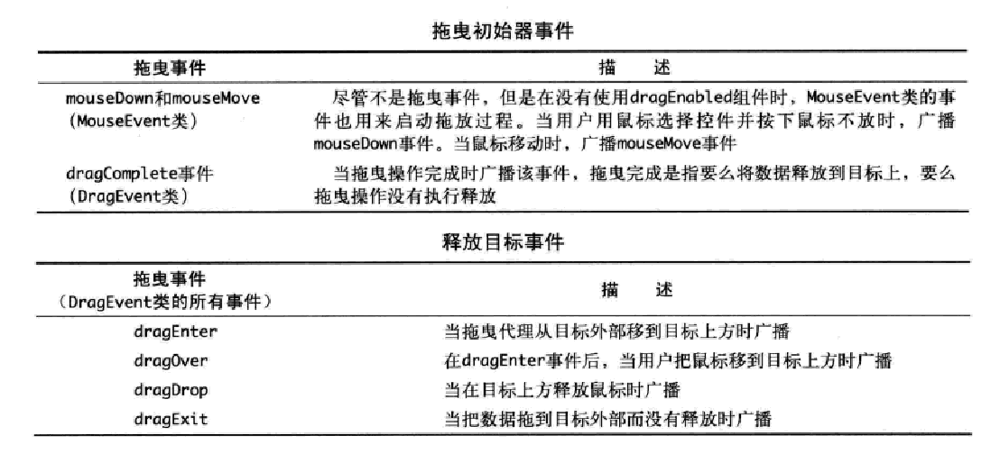 拖曳初始器事件
拖曳事件 描 述
mouseDown和mouseMove 尽管不是拖曳事件，但是在没有使用dragEnabled组件时，MouseEvent类的事
（MouseEvent类） 件也用来启动拖放过程。当用户用鼠标选择控件并按下鼠标不放时，广播
mouseDown事件。当鼠标移动时，广播mouseMove事件
dragComplete事件 当拖曳操作完成时广播该事件，拖曳完成是指要么将数据释放到目标上，要么
（DragEvent类） 拖曳操作没有执行释放
释放目标事件
拖曳事件
（DragEvent类的所有事件） 描 述
dragEnter 当拖曳代理从目标外部移到目标上方时广播
dragOver 在dragEnter事件后，当用户把鼠标移到目标上方时广播
dragDrop 当在目标上方释放鼠标时广播
dragExit 当把数据拖到目标外部而没有释放时广播